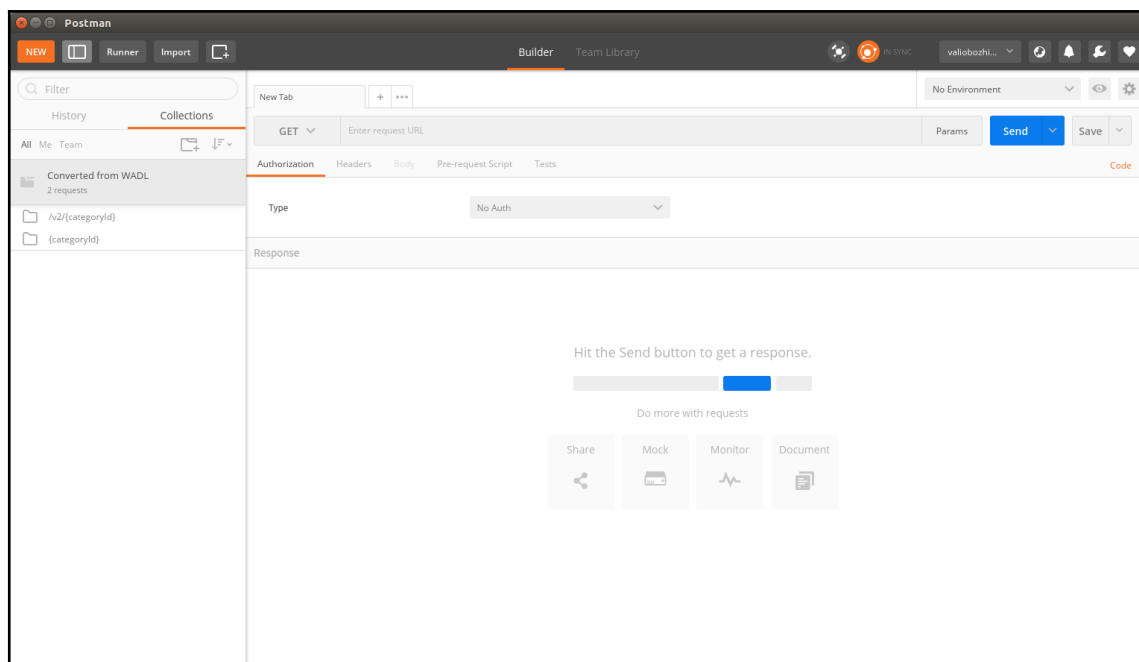 Postman
NEW Runner Import Builder Team Library IN SYNC valiobozhi...
Filter
History Collections
All Me Team
Converted from WADL
2 requests
/v2/{categoryId}
{categoryId}
New Tab + ••• No Environment
GET Enter request URL Params Send Save
Authorization Headers Body Pre-request Script Tests Code
Type No Auth
Response
Hit the Send button to get a response.
Do more with requests
Share Mock Monitor Document